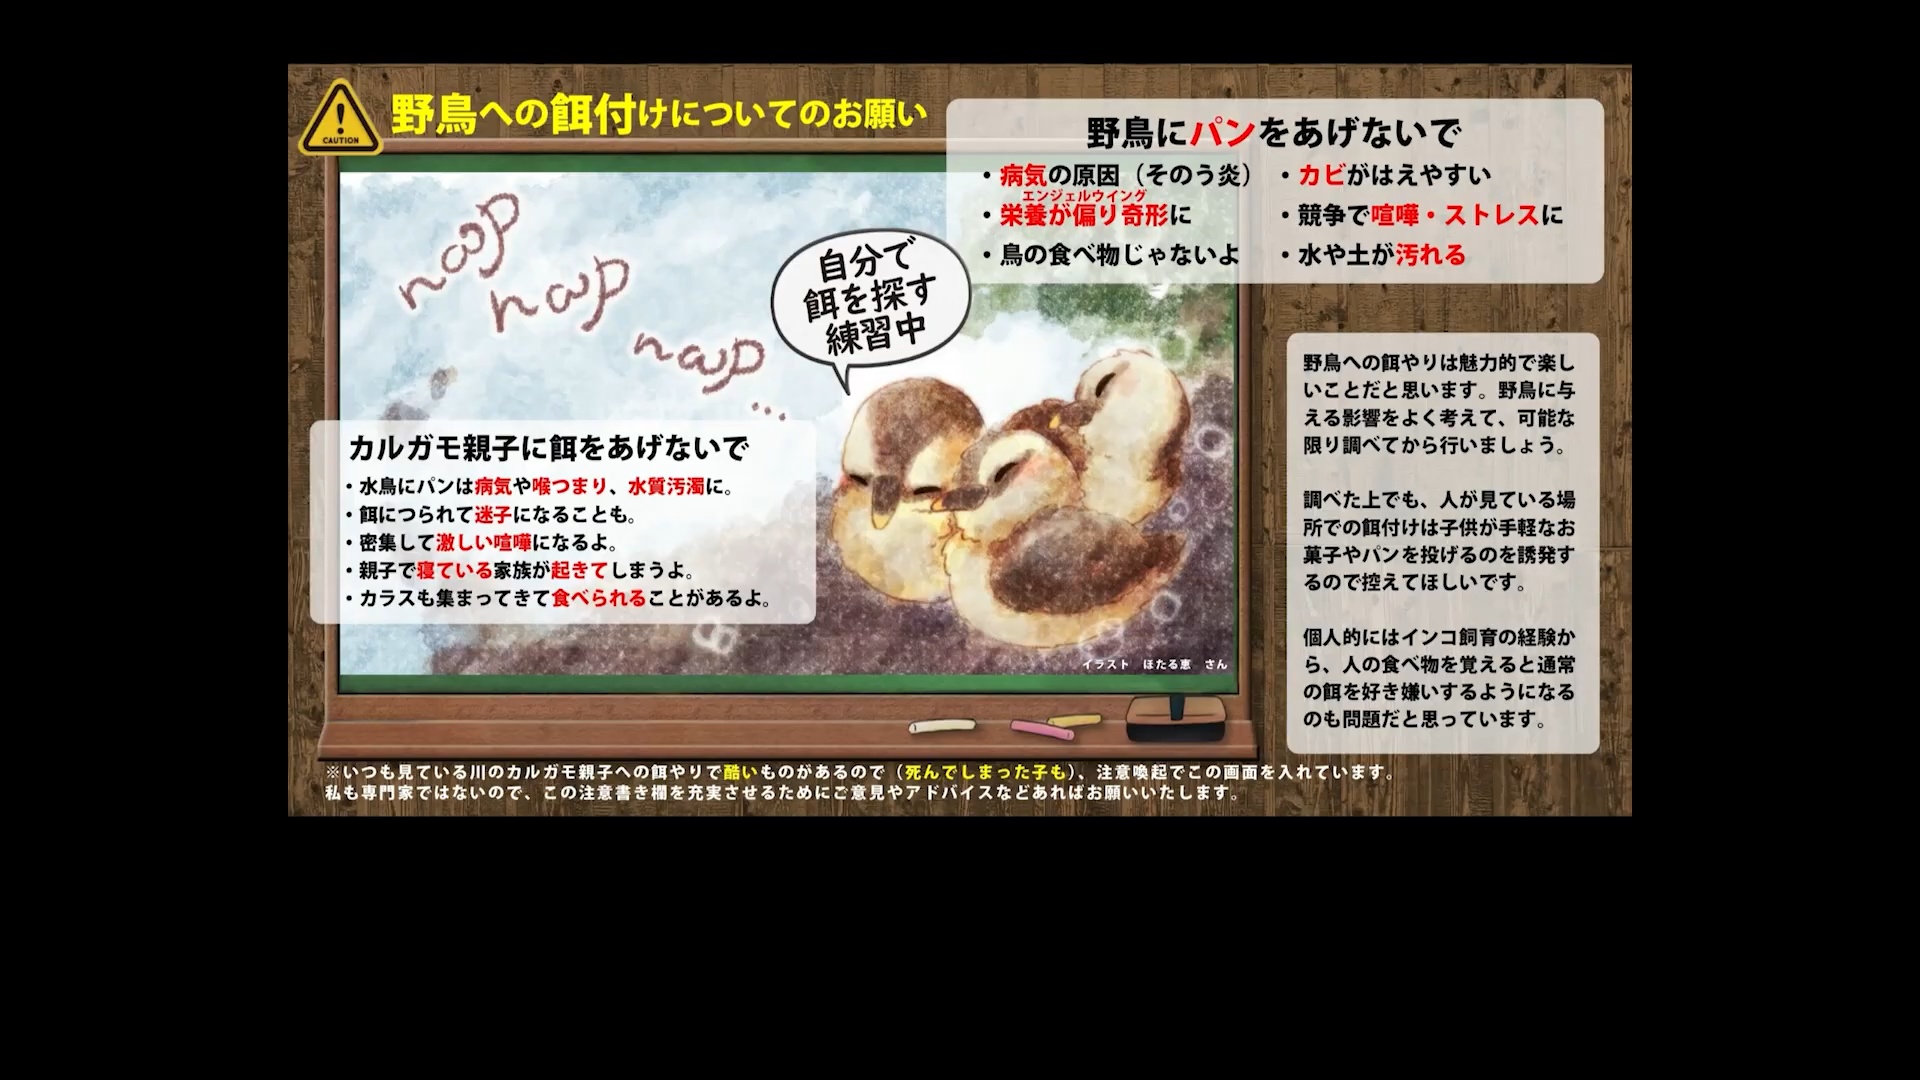 CAUTION
野鳥への餌付けについてのお願い
野鳥にパンをあげないで
・病気の原因（そのう炎）
エンジェルウイング
・栄養が偏り奇形に
・鳥の食べ物じゃないよ
・カビがはえやすい
・競争で喧嘩・ストレスに
・水や土が汚れる
nap
nap
nap...
自分で
餌を探す
練習中
カルガモ親子に餌をあげないで
・水鳥にパンは病気や喉つまり、水質汚濁に。
・餌につられて迷子になることも。
・密集して激しい喧嘩になるよ。
・親子で寝ている家族が起きてしまうよ。
・カラスも集まってきて食べられることがあるよ。
イラスト　ほたる恵　さん
野鳥への餌やりは魅力的で楽し
いことだと思います。野鳥に与
える影響をよく考えて、可能な
限り調べてから行いましょう。
調べた上でも、人が見ている場
所での餌付けは子供が手軽なお
菓子やパンを投げるのを誘発す
るので控えてほしいです。
個人的にはインコ飼育の経験か
ら、人の食べ物を覚えると通常
の餌を好き嫌いするようになる
のも問題だと思っています。
※いつも見ている川のカルガモ親子への餌やりで酷いものがあるので（死んでしまった子も）、注意喚起でこの画面を入れています。
私も専門家ではないので、この注意書き欄を充実させるためにご意見やアドバイスなどあればお願いいたします。